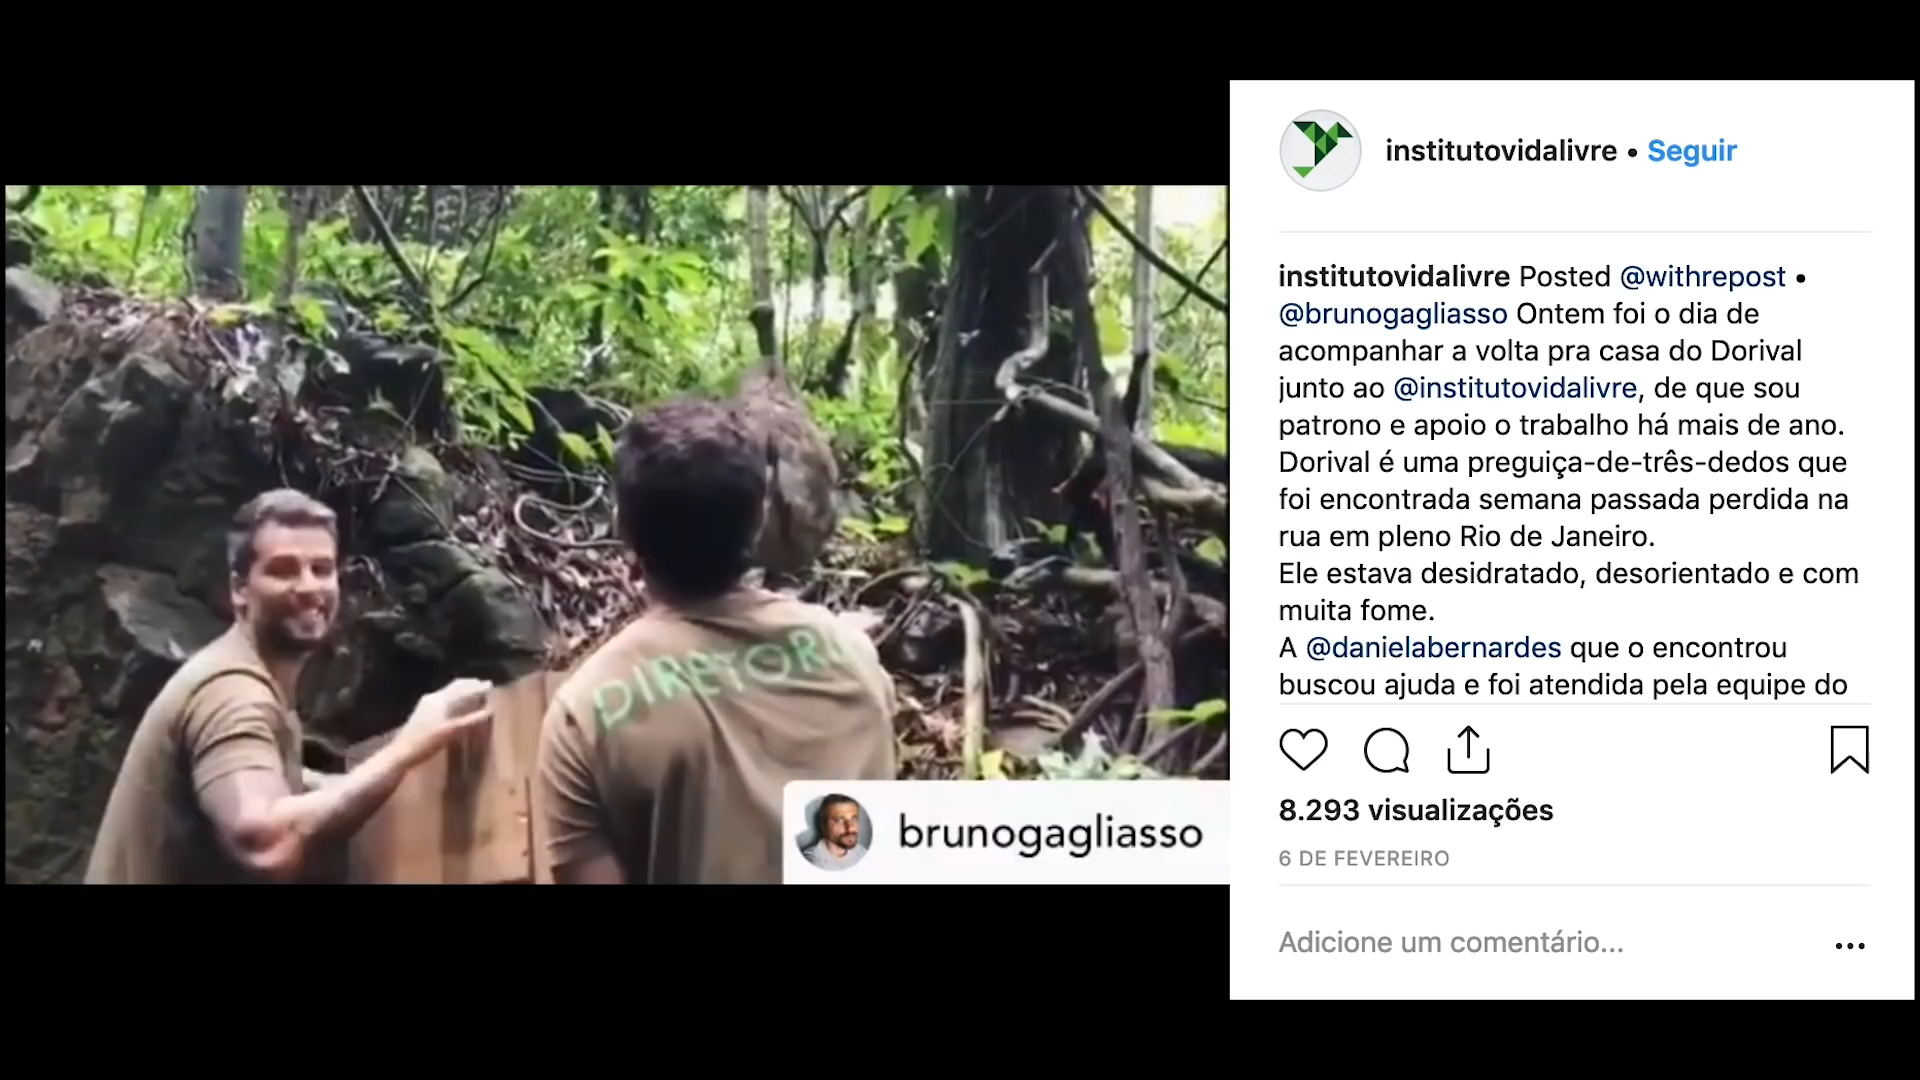 institutovidalivre • Seguir
institutovidalivre Posted @withrepost •
@brunogagliasso Ontem foi o dia de
acompanhar a volta pra casa do Dorival
junto ao @institutovidalivre, de que sou
patrono e apoio o trabalho há mais de ano.
Dorival é uma preguiça-de-três-dedos que
foi encontrada semana passada perdida na
rua em pleno Rio de Janeiro.
Ele estava desidratado, desorientado e com
muita fome.
A @danielabernardes que o encontrou
buscou ajuda e foi atendida pela equipe do
8.293 visualizações
6 DE FEVEREIRO
Adicione um comentário...
DIRETORI
brunogagliasso